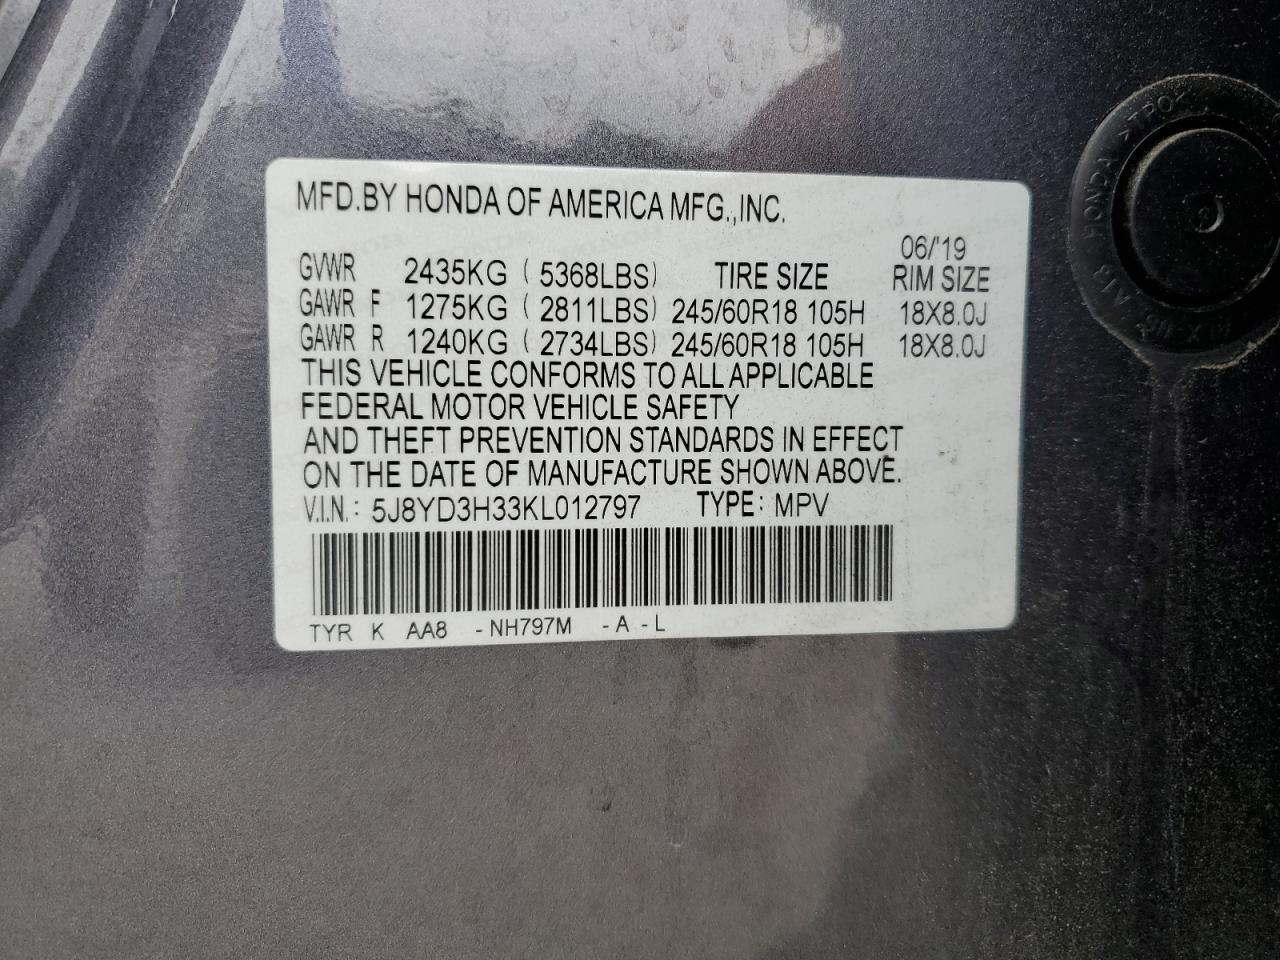 MFD.BY HONDA OF AMERICA MFG.,INC.
06/'19
GVWR 2435KG ( 5368LBS) TIRE SIZE RIM SIZE
GAWR F 1275KG ( 2811LBS) 245/60R18 105H 18X8.0J
GAWR R 1240KG ( 2734LBS) 245/60R18 105H 18X8.0J
THIS VEHICLE CONFORMS TO ALL APPLICABLE
FEDERAL MOTOR VEHICLE SAFETY
AND THEFT PREVENTION STANDARDS IN EFFECT
ON THE DATE OF MANUFACTURE SHOWN ABOVE.
V.I.N.: 5J8YD3H33KL012797 TYPE: MPV
TYR K AA8 -NH797M -A -L
HONDA